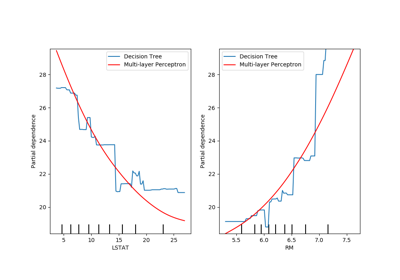 Decision Tree
Multi-layer Perceptron
28
26
24
22
20
Partial dependence
5 10 15 20 25
LSTAT
Decision Tree
Multi-layer Perceptron
28
26
24
22
20
Partial dependence
5.5 6.0 6.5 7.0 7.5
RM